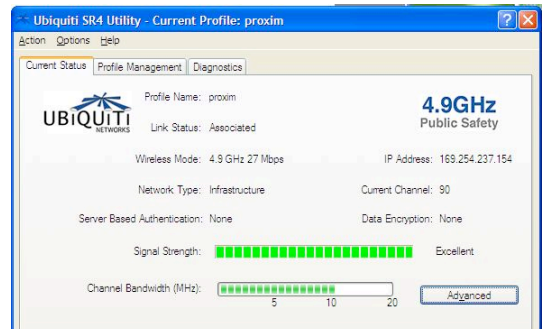 Ubiquiti SR4 Utility - Current Profile: proxim
Action Options Help
Current Status Profile Management Diagnostics
UBIQUITI NETWORKS
Profile Name: proxim
4.9GHz
Public Safety
Link Status: Associated
Wireless Mode: 4.9 GHz 27 Mbps IP Address: 169.254.237.154
Network Type: Infrastructure Current Channel: 90
Server Based Authentication: None Data Encryption: None
Signal Strength: Excellent
Channel Bandwidth (MHz): Advanced
5 10 20